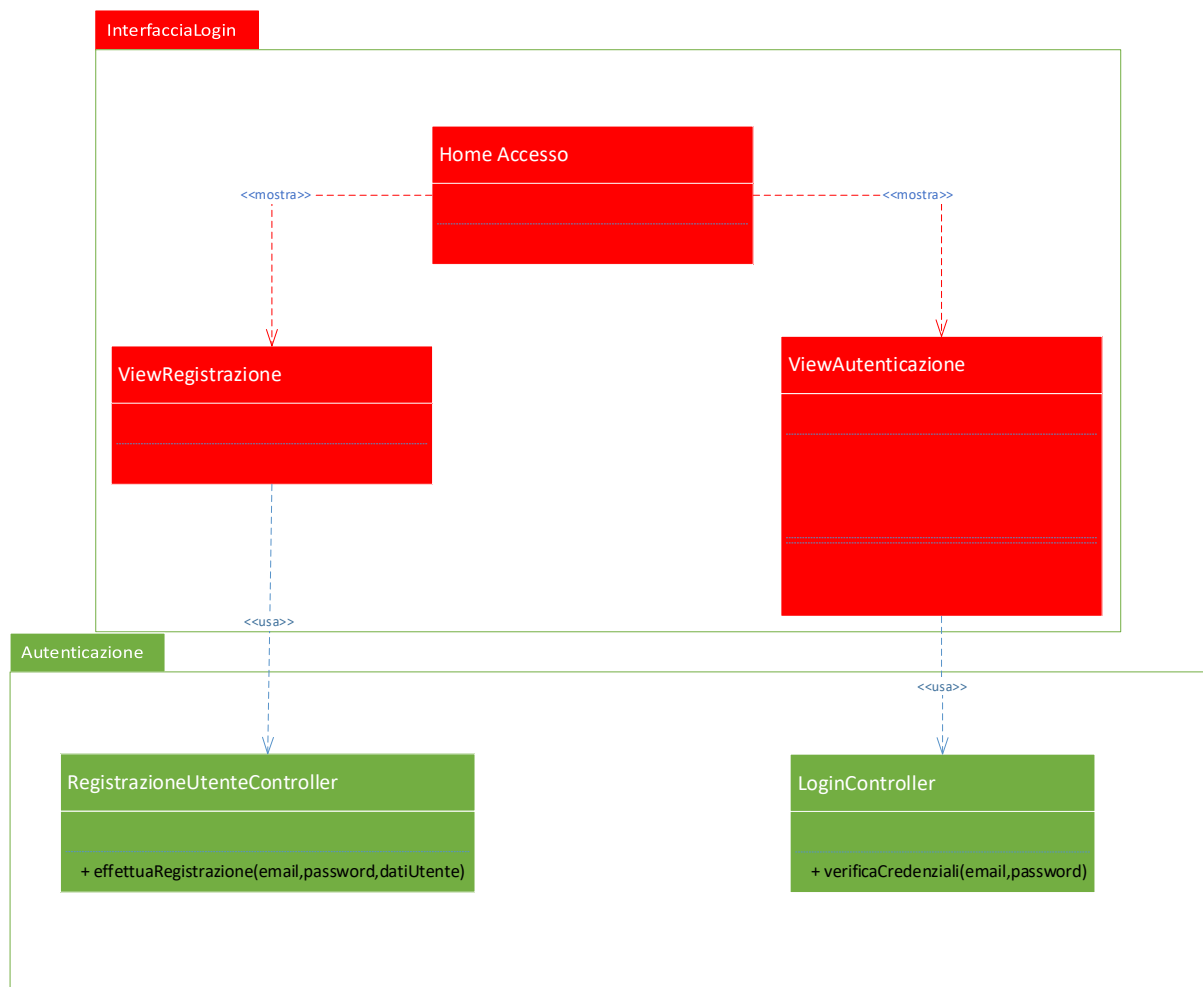 InterfacciaLogin
Home Accesso
<<mostra>>
<<mostra>>
ViewRegistrazione
ViewAutenticazione
<<usa>>
Autenticazione
<<usa>>
RegistrazioneUtenteController
LoginController
+ effettuaRegistrazione(email,password,datiUtente)
+ verificaCredenziali(email,password)